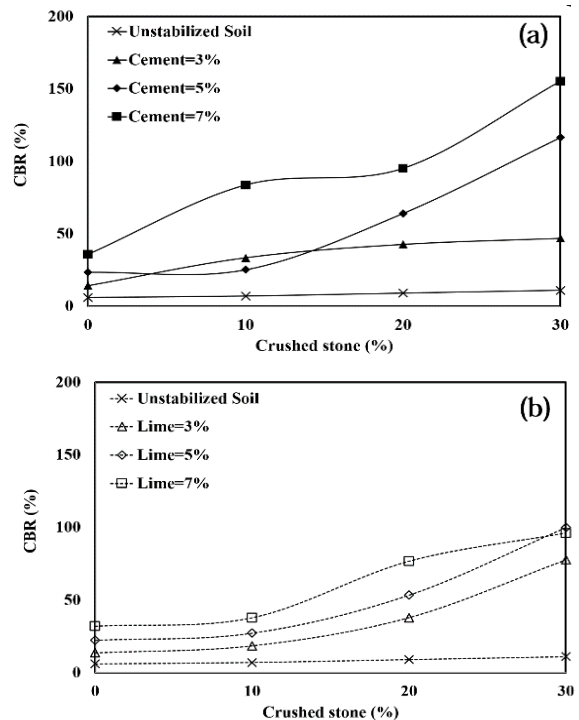 (a)
Unstabilized Soil
Cement=3%
Cement=5%
Cement=7%
200
150
100
50
0
CBR (%)
0 10 20 30
Crushed stone (%)
(b)
Unstabilized Soil
Lime=3%
Lime=5%
Lime=7%
200
150
100
50
0
CBR (%)
0 10 20 30
Crushed stone (%)